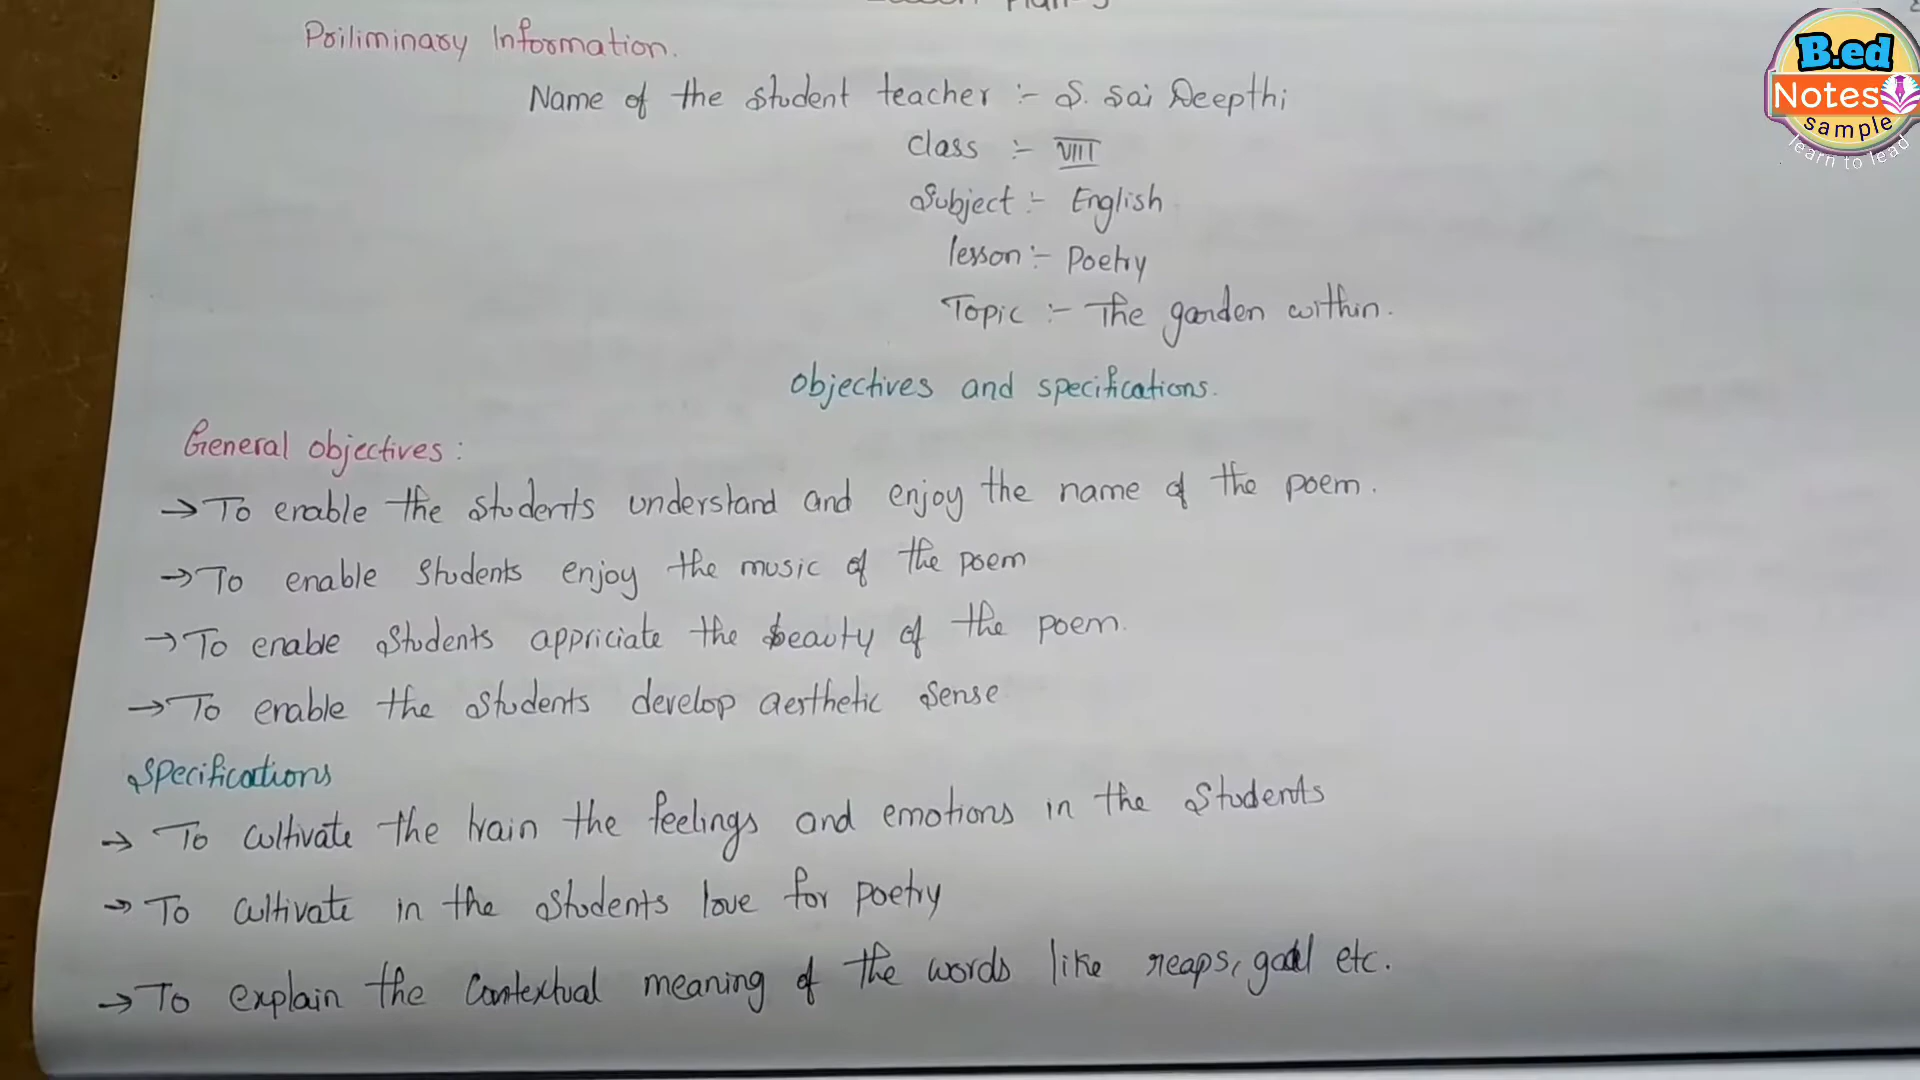 Lesson Plan-3
Priliminary Information.
Name of the student teacher :- S. Sai Deepthi
Class :- VIII
Subject :- English
lesson :- Poetry
Topic :- The garden within.
Objectives and specifications.
General objectives :
→ To enable the students understand and enjoy the name of the poem.
→ To enable students enjoy the music of the poem
→ To enable students appriciate the beauty of the poem.
→ To enable the students develop aesthetic sense
Specifications
→ To cultivate the train the feelings and emotions in the students
→ To cultivate in the students love for poetry
→ To explain the contextual meaning of the words like reaps, etc.
B.ed
Notes
sample
learn to lead